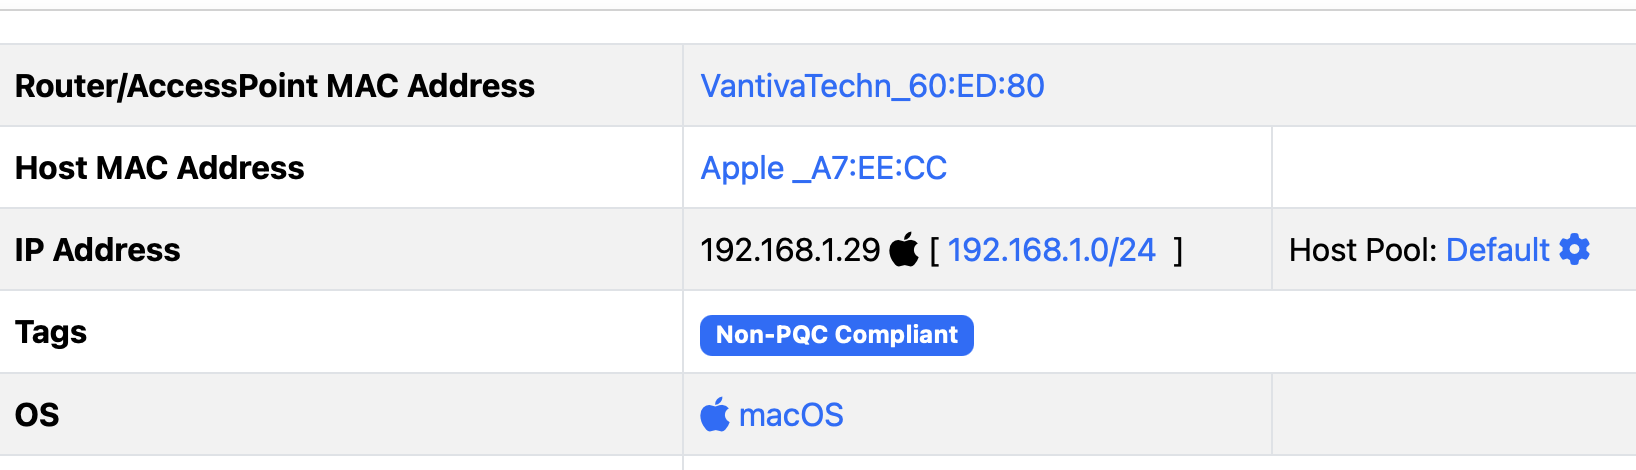 Router/AccessPoint MAC Address VantivaTechn_60:ED:80
Host MAC Address Apple _A7:EE:CC
IP Address 192.168.1.29 [ 192.168.1.0/24 ] Host Pool: Default
Tags Non-PQC Compliant
OS macOS